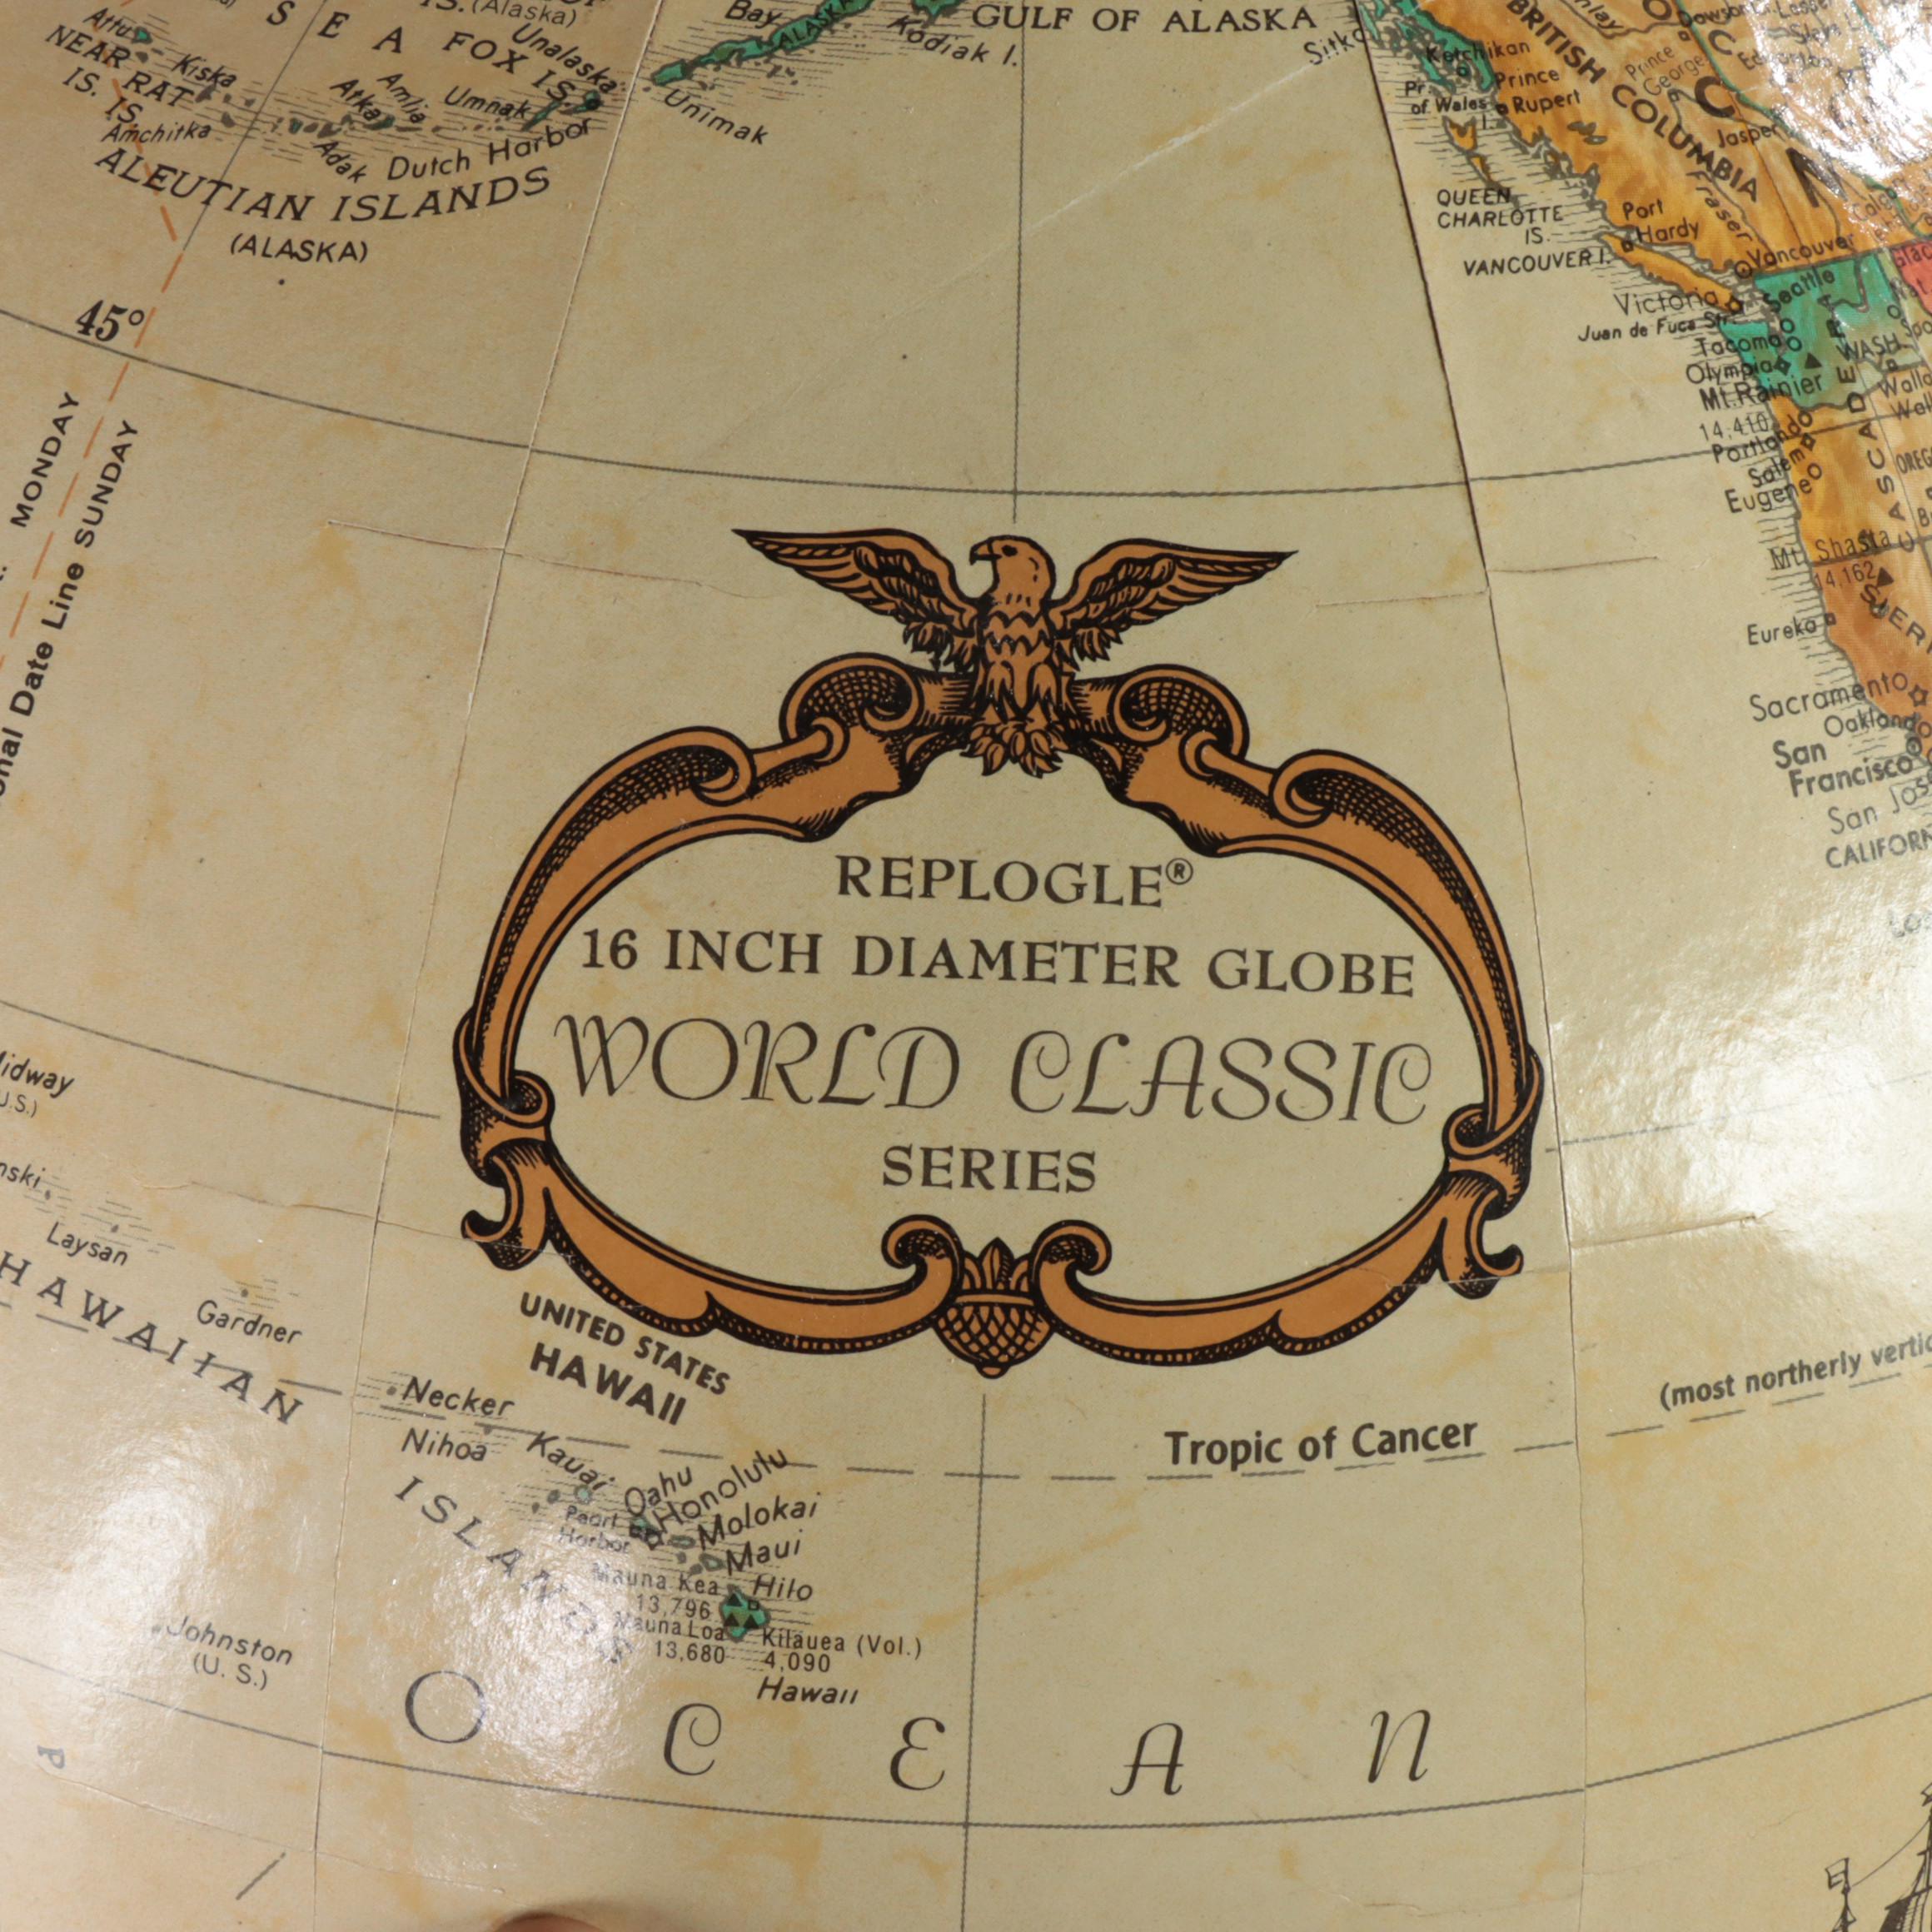 Attu
NEAR
IS.
RAT
IS.
Kiska
Amchitka
S E A
IS. (Alaska)
FOX IS.
Unalaska
Atka
Amlia
Umnak
Adak
Dutch Harbor
Unimak
ALEUTIAN ISLANDS
(ALASKA)
Bay
ALASKA
Kodiak I.
GULF OF ALASKA
Sitka
Ketchikan
Pr.
of Wales
I.
Prince
Rupert
Prince
George
BRITISH COLUMBIA
Jasper
Fraser
QUEEN
CHARLOTTE
IS.
Port
Hardy
VANCOUVER I.
Vancouver
Victoria
Seattle
Juan de Fuca Str.
Tacoma
Olympia
WASH.
Mt. Rainier
14,410
Portland
Salem
Eugene
Mt. Shasta
14,162
Eureka
Sacramento
Oakland
San
Francisco
45°
MONDAY
Date Line SUNDAY
REPLOGLE®
16 INCH DIAMETER GLOBE
WORLD CLASSIC
SERIES
Laysan
Gardner
HAWAIIAN
ISLANDS
UNITED STATES
HAWAII
Necker
Nihoa
Kauai
Oahu
Honolulu
Pearl
Harbor
Molokai
Maui
Mauna Kea
13,796
Hilo
Mauna Loa
13,680
Kilauea (Vol.)
4,090
Hawaii
Tropic of Cancer
(most northerly
Johnston
(U. S.)
OCEAN